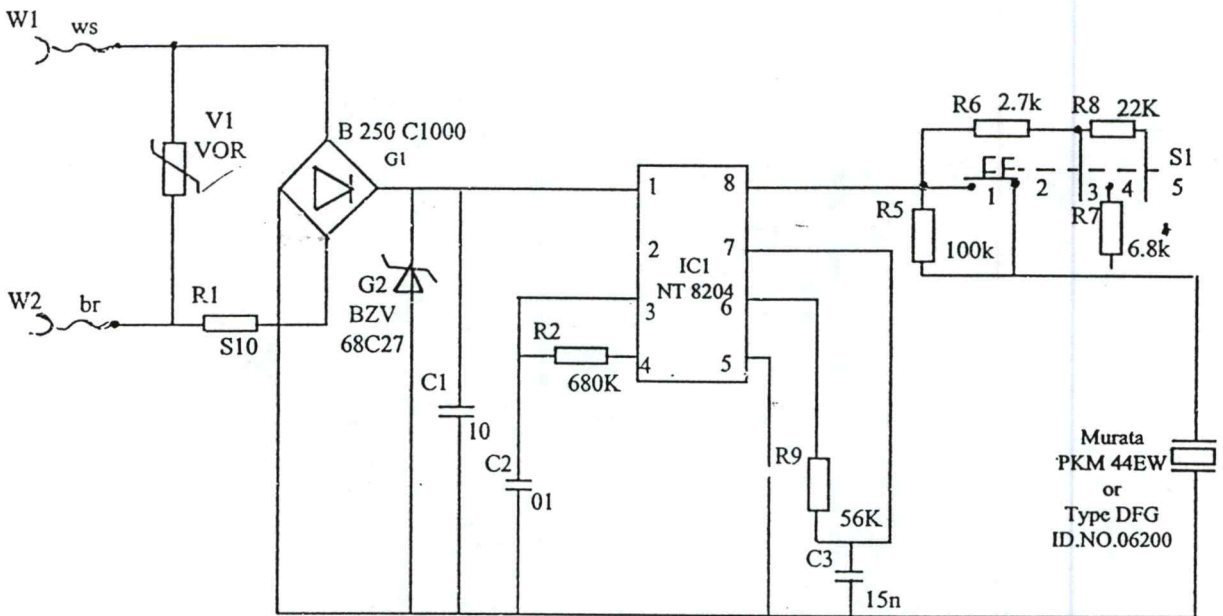 W1
ws
V1
VOR
B 250 C1000
G1
W2
br
R1
S10
G2
BZV
68C27
C1
10
R2
680K
C2
01
1
2
3
4
8
7
6
5
IC1
NT 8204
R6 2.7k
R8 22K
S1
1 2 3 4 5
R5
100k
R7
6.8k
R9
56K
C3
15n
Murata
PKM 44EW
or
Type DFG
ID.NO.06200